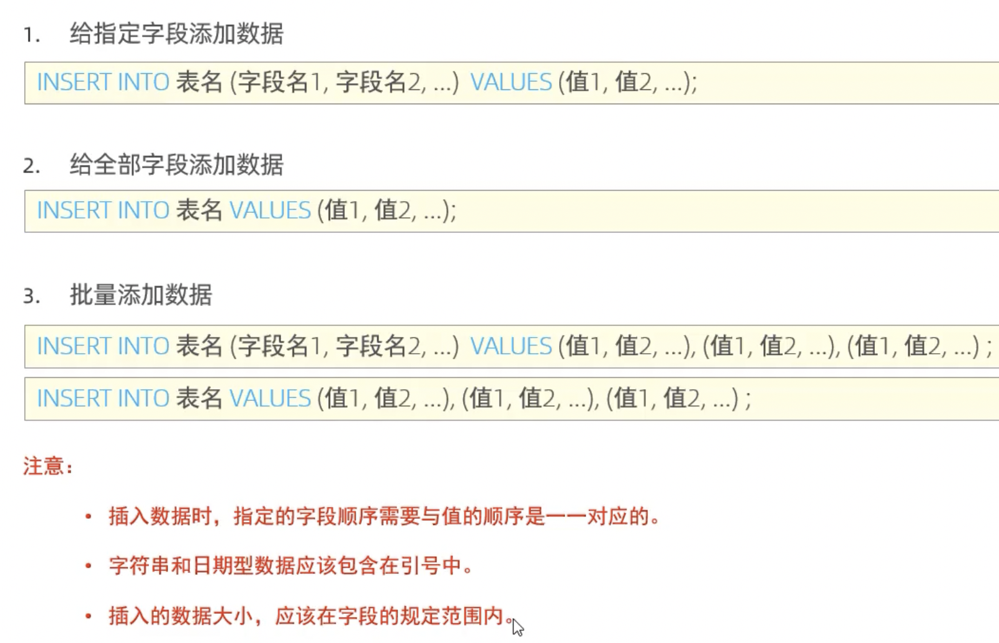 1. 给指定字段添加数据
INSERT INTO 表名 (字段名1, 字段名2, ...) VALUES (值1, 值2, ...);
2. 给全部字段添加数据
INSERT INTO 表名 VALUES (值1, 值2, ...);
3. 批量添加数据
INSERT INTO 表名 (字段名1, 字段名2, ...) VALUES (值1, 值2, ...), (值1, 值2, ...), (值1, 值2, ...) ;
INSERT INTO 表名 VALUES (值1, 值2, ...), (值1, 值2, ...), (值1, 值2, ...) ;
注意：
• 插入数据时，指定的字段顺序需要与值的顺序是一一对应的。
• 字符串和日期型数据应该包含在引号中。
• 插入的数据大小，应该在字段的规定范围内。